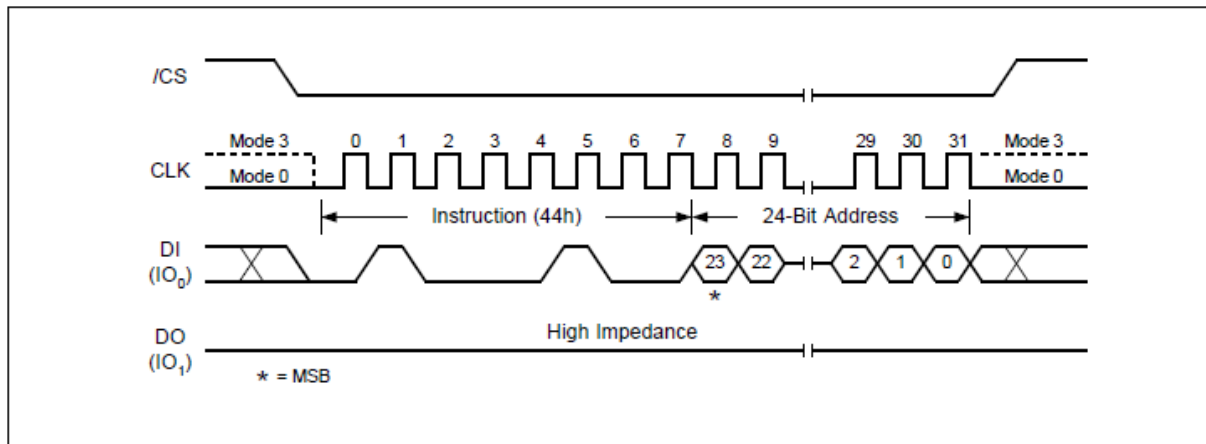 /CS
Mode 3 0 1 2 3 4 5 6 7 8 9 29 30 31 Mode 3
CLK Mode 0 Mode 0
Instruction (44h) 24-Bit Address
DI
(IO0) 23 22 2 1 0
*
DO High Impedance
(IO1)
* = MSB